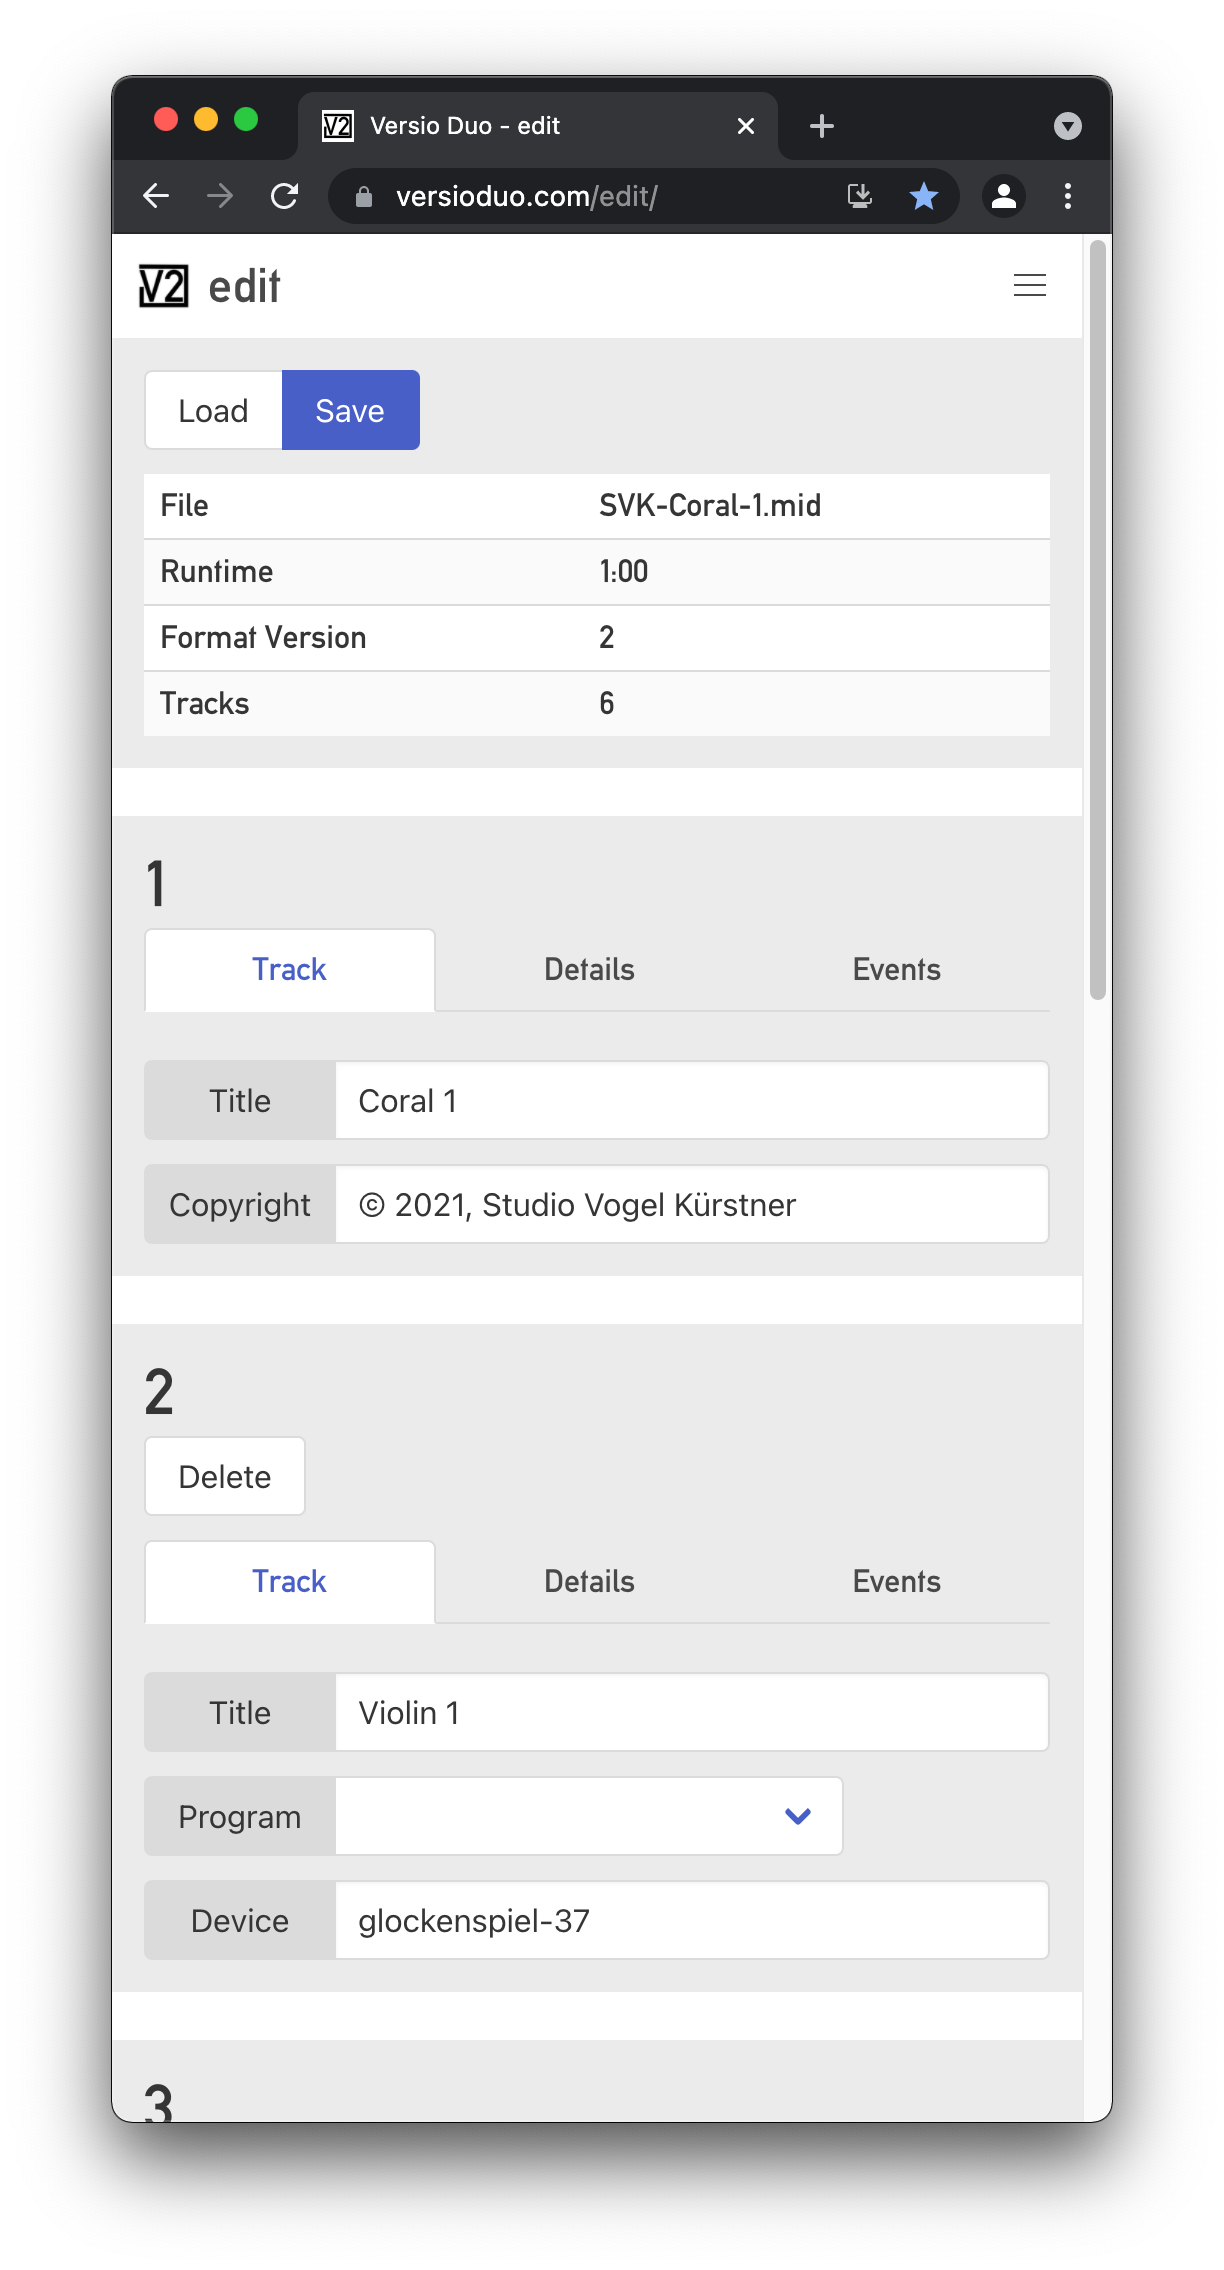 V2 Versio Duo - edit
versioduo.com/edit/
V2 edit
Load Save
File SVK-Coral-1.mid
Runtime 1:00
Format Version 2
Tracks 6
1
Track Details Events
Title Coral 1
Copyright © 2021, Studio Vogel Kürstner
2
Delete
Track Details Events
Title Violin 1
Program
Device glockenspiel-37
3